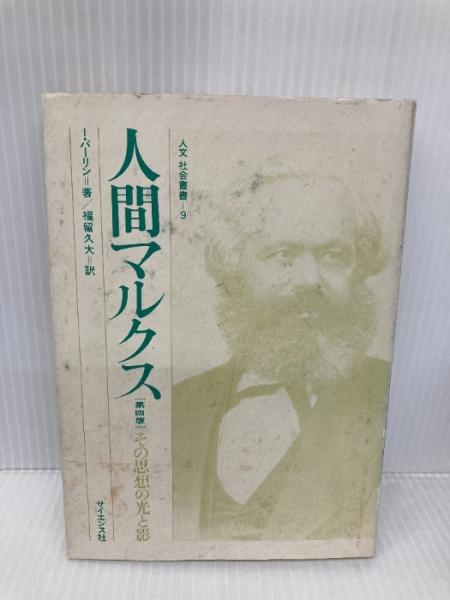 人文 社会叢書−9
人間マルクス
[第四版]
その思想の光と影
I・バーリン=著/福留久大=訳
サイエンス社